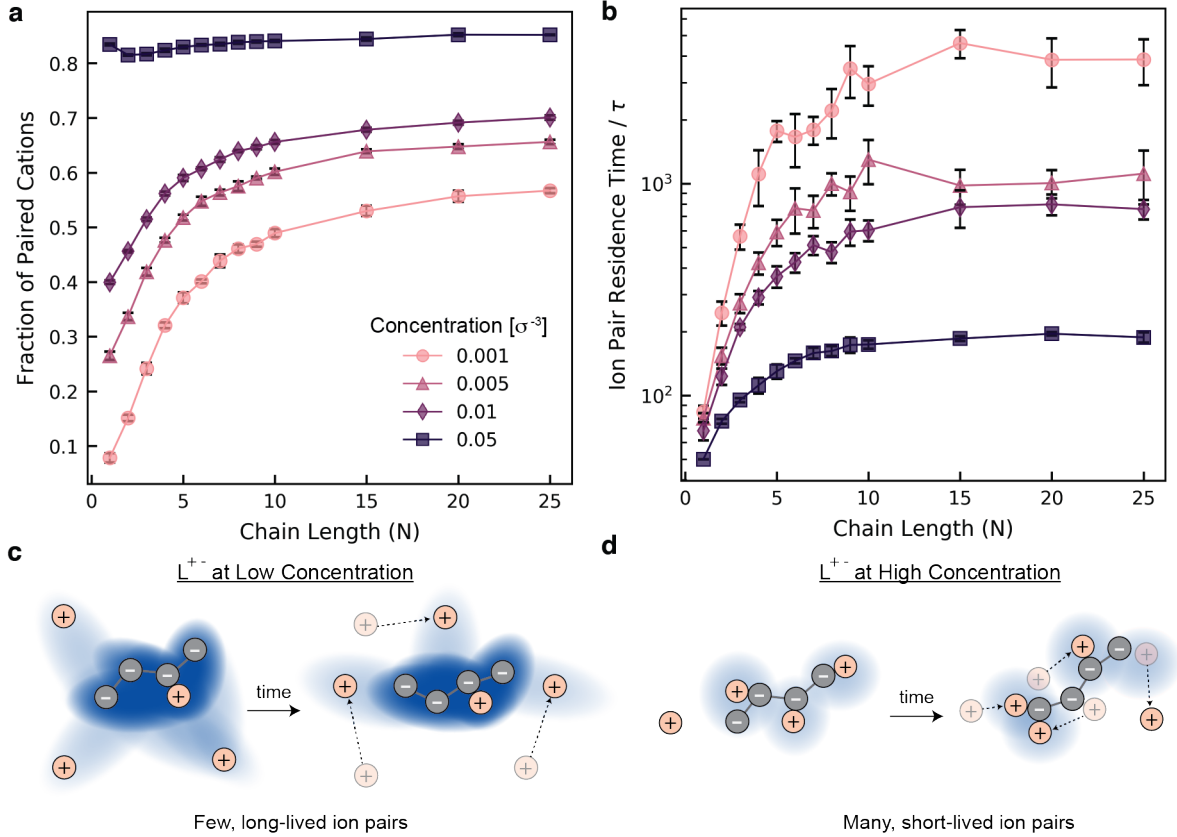 a
0.8
0.7
0.6
0.5
0.4
0.3
0.2
0.1
Fraction of Paired Cations
Concentration [σ⁻³]
0.001
0.005
0.01
0.05
0 5 10 15 20 25
Chain Length (N)
b
10³
10²
Ion Pair Residence Time / τ
0 5 10 15 20 25
Chain Length (N)
c
L⁺⁻ at Low Concentration
time
Few, long-lived ion pairs
d
L⁺⁻ at High Concentration
time
Many, short-lived ion pairs